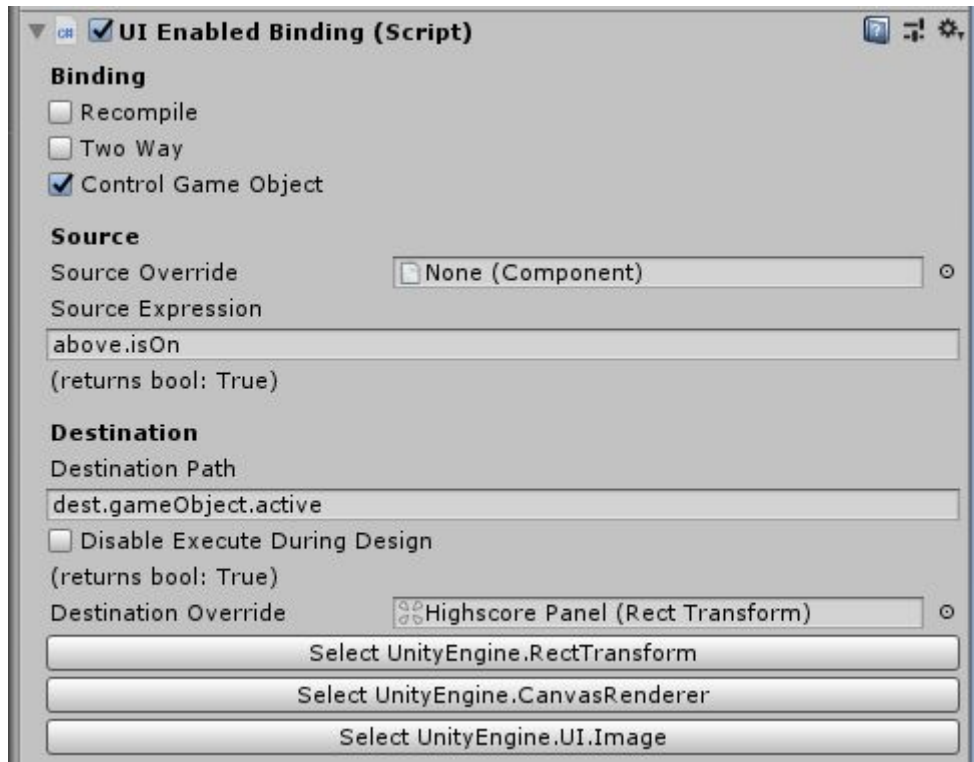 UI Enabled Binding (Script)
Binding
Recompile
Two Way
Control Game Object
Source
Source Override None (Component)
Source Expression
above.isOn
(returns bool: True)
Destination
Destination Path
dest.gameObject.active
Disable Execute During Design
(returns bool: True)
Destination Override Highscore Panel (Rect Transform)
Select UnityEngine.RectTransform
Select UnityEngine.CanvasRenderer
Select UnityEngine.UI.Image